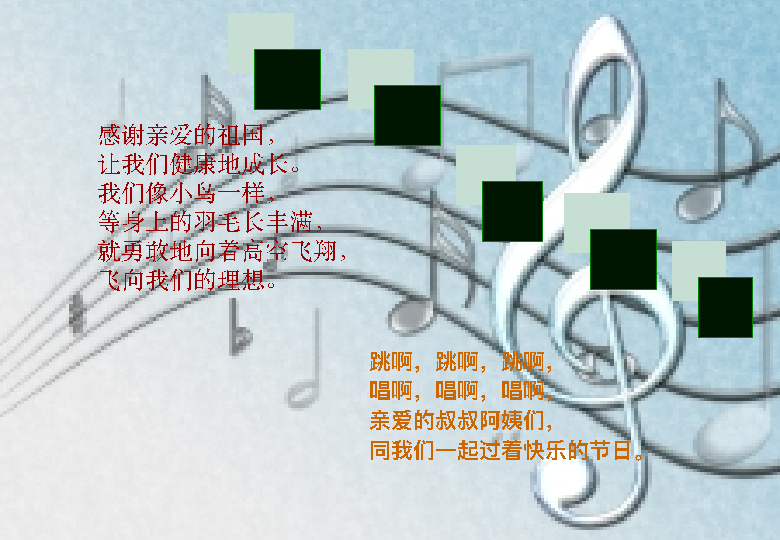 感谢亲爱的祖国，
让我们健康地成长。
我们像小鸟一样，
等身上的羽毛长丰满，
就勇敢地向着高空飞翔，
飞向我们的理想。
跳啊，跳啊，跳啊，
唱啊，唱啊，唱啊，
亲爱的叔叔阿姨们，
同我们一起过着快乐的节日。